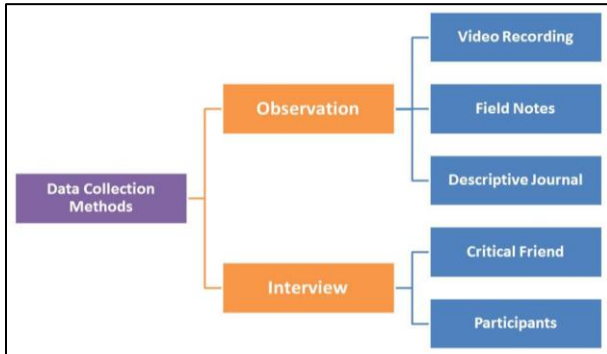 Data Collection
Methods
Observation
Video Recording
Field Notes
Descriptive Journal
Interview
Critical Friend
Participants